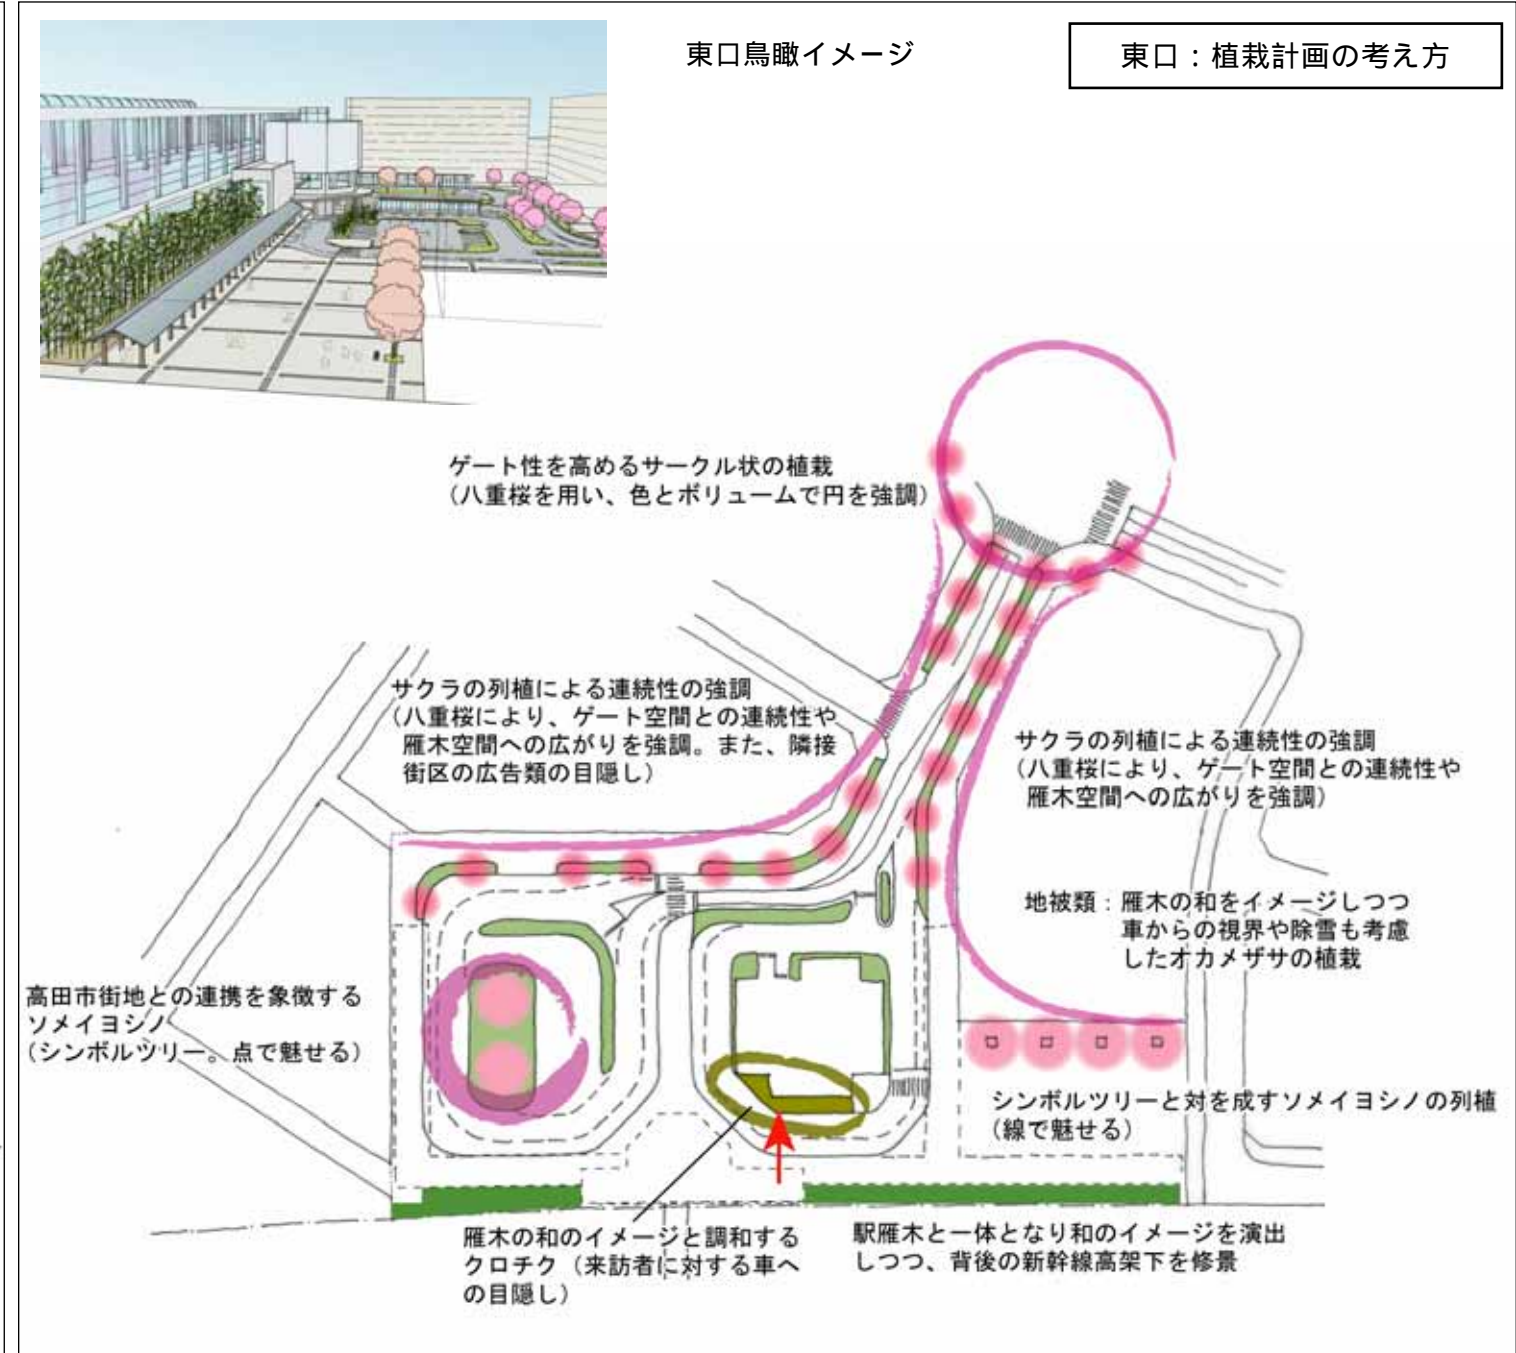 東口鳥瞰イメージ
東口：植栽計画の考え方
ゲート性を高めるサークル状の植栽
（八重桜を用い、色とボリュームで円を強調）
サクラの列植による連続性の強調
（八重桜により、ゲート空間との連続性や
雁木空間への広がりを強調。また、隣接
街区の広告類の目隠し）
サクラの列植による連続性の強調
（八重桜により、ゲート空間との連続性や
雁木空間への広がりを強調）
地被類：雁木の和をイメージしつつ
車からの視界や除雪も考慮
したオカメザサの植栽
高田市街地との連携を象徴する
ソメイヨシノ
（シンボルツリー。点で魅せる）
シンボルツリーと対を成すソメイヨシノの列植
（線で魅せる）
雁木の和のイメージと調和する
クロチク（来訪者に対する車へ
の目隠し）
駅雁木と一体となり和のイメージを演出
しつつ、背後の新幹線高架下を修景